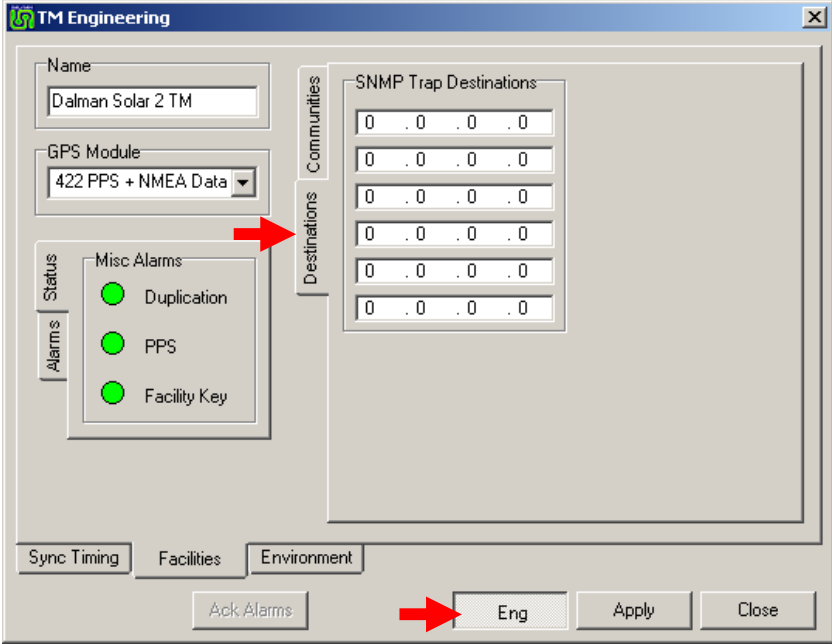 TM Engineering
Name
Dalman Solar 2 TM
GPS Module
422 PPS + NMEA Data
Status
Alarms
Misc Alarms
Duplication
PPS
Facility Key
Communities
Destinations
SNMP Trap Destinations
0 . 0 . 0 . 0
0 . 0 . 0 . 0
0 . 0 . 0 . 0
0 . 0 . 0 . 0
0 . 0 . 0 . 0
0 . 0 . 0 . 0
Sync Timing Facilities Environment
Ack Alarms Eng Apply Close